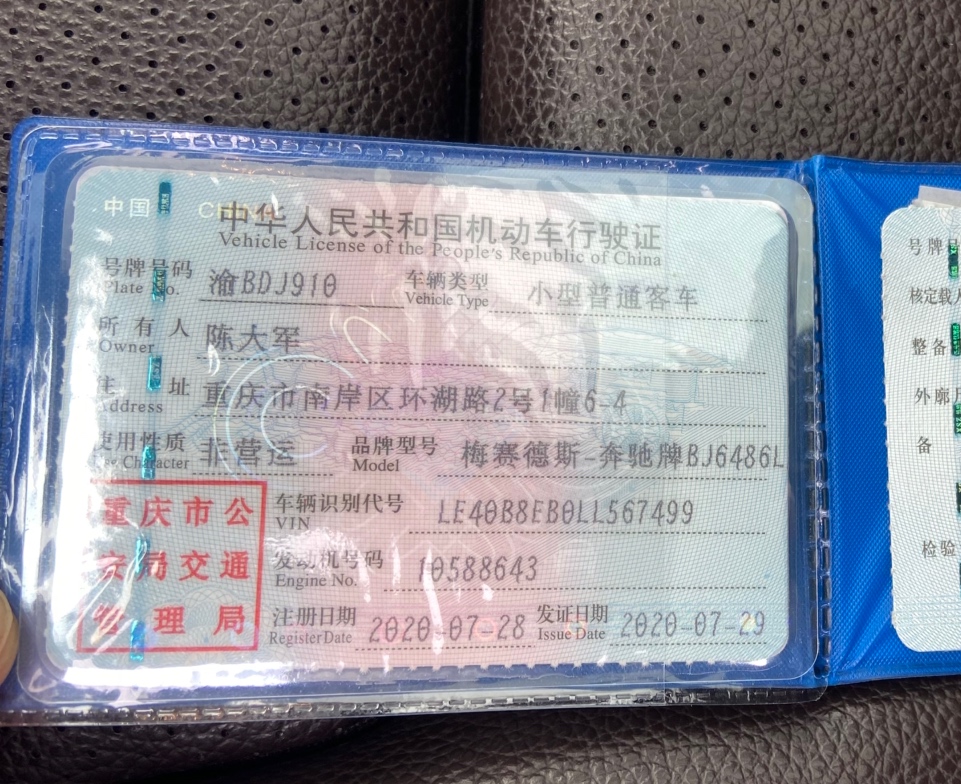 中国 CHINA
中华人民共和国机动车行驶证
Vehicle License of the People's Republic of China
号牌号码 渝BDJ910 车辆类型 小型普通客车
Plate No. Vehicle Type
所有人 陈大军
Owner
住址 重庆市南岸区环湖路2号1幢6-4
Address
使用性质 非营运 品牌型号 梅赛德斯-奔驰牌BJ6486L
Use Character Model
重庆市公 车辆识别代号 LE40B8EB0LL567499
VIN
安局交通 发动机号码 10588643
Engine No.
管理局 注册日期 2020-07-28 发证日期 2020-07-29
Register Date Issue Date
号牌号
核定载人
整备
外廓
备
检验